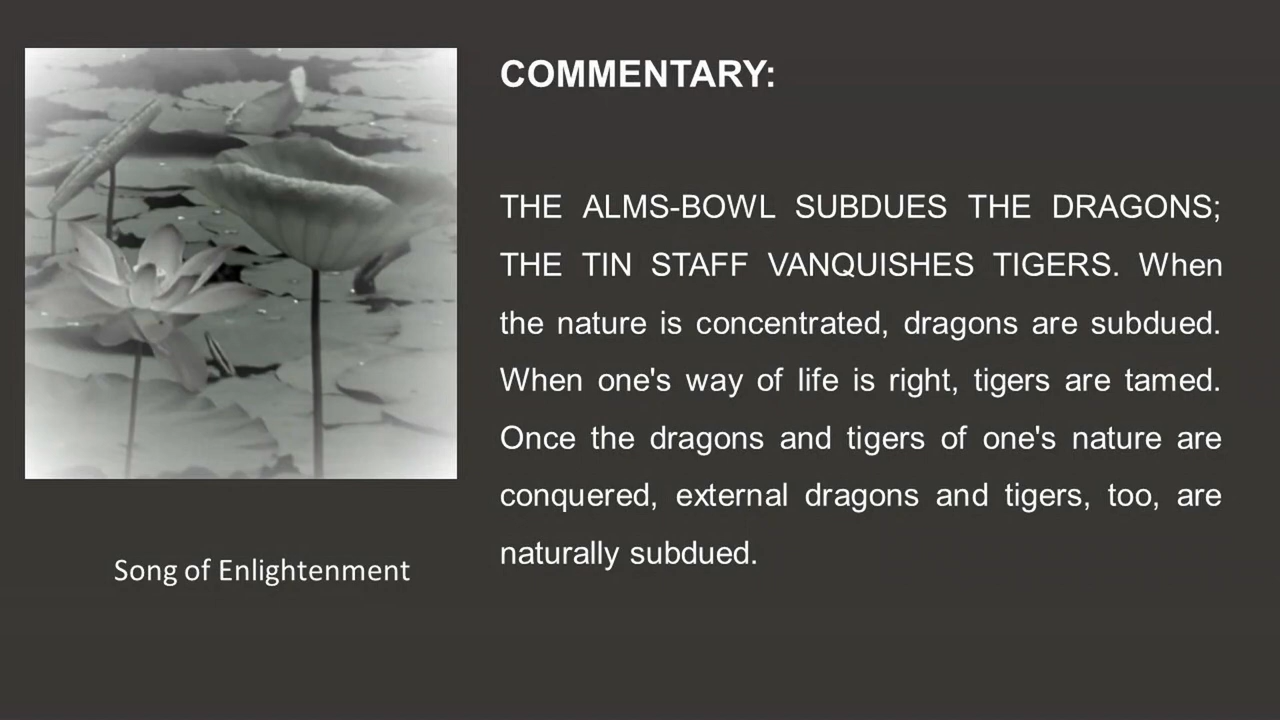 COMMENTARY:
THE ALMS-BOWL SUBDUES THE DRAGONS;
THE TIN STAFF VANQUISHES TIGERS. When
the nature is concentrated, dragons are subdued.
When one's way of life is right, tigers are tamed.
Once the dragons and tigers of one's nature are
conquered, external dragons and tigers, too, are
naturally subdued.
Song of Enlightenment